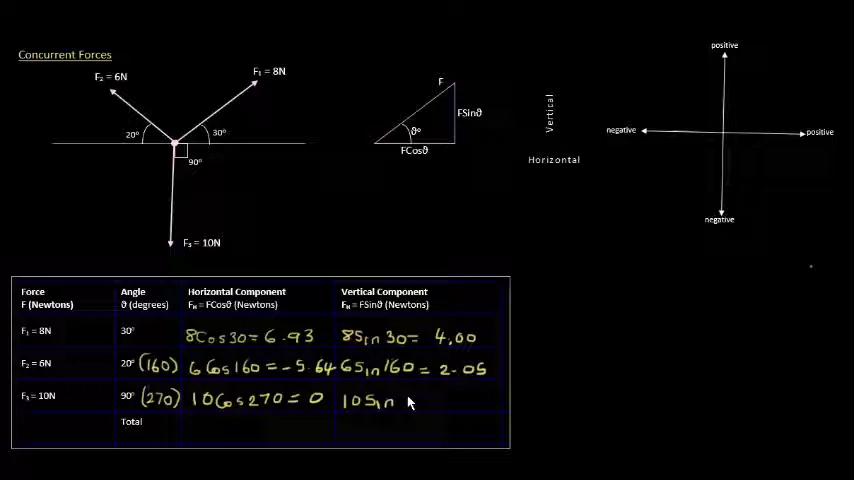 Concurrent Forces
F₂ = 6N
F₁ = 8N
20°
30°
90°
F₃ = 10N
F
FSinϑ
ϑ°
FCosϑ
Vertical
Horizontal
positive
negative
positive
negative
Force Angle Horizontal Component Vertical Component
F (Newtons) ϑ (degrees) Fₕ = FCosϑ (Newtons) Fₕ = FSinϑ (Newtons)
F₁ = 8N 30° 8Cos30=6.93 8Sin30= 4.00
F₂ = 6N 20° (160) 6Cos160=-5.64 6Sin160= 2.05
F₃ = 10N 90° (270) 10Cos270=0 10Sin
Total